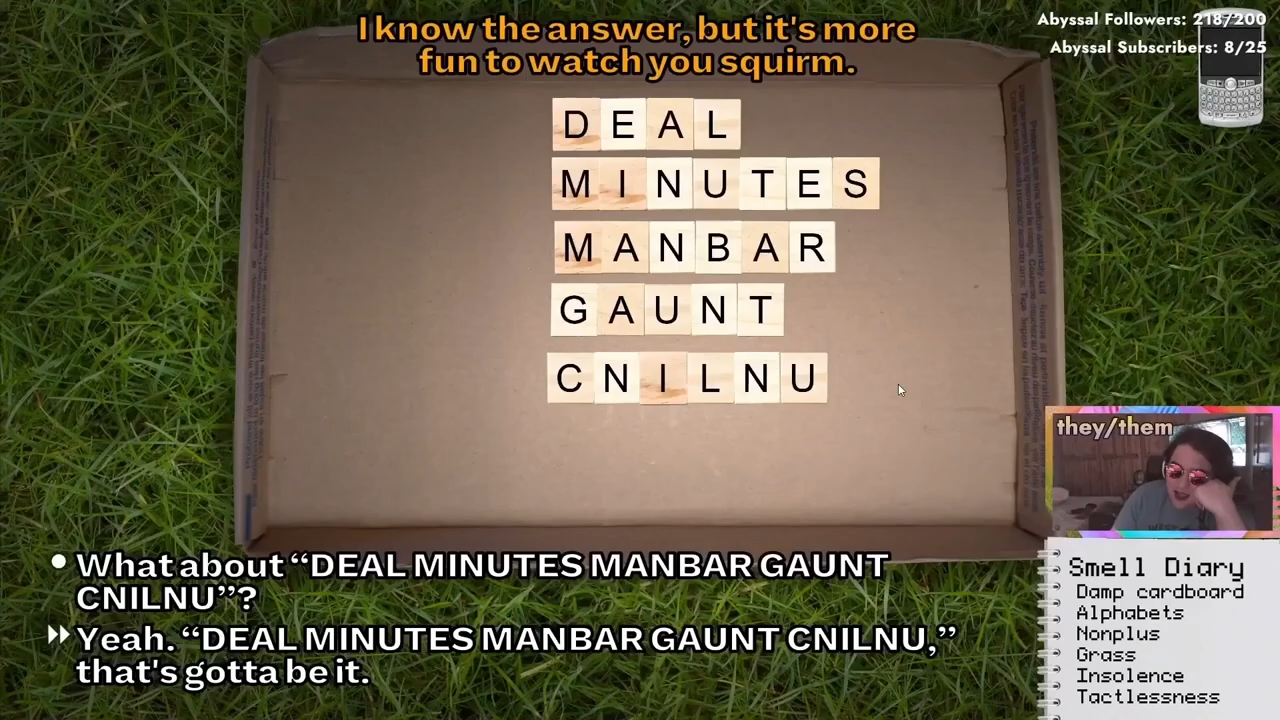 I know the answer, but it's more
fun to watch you squirm.
Abyssal Followers: 218/200
Abyssal Subscribers: 8/25
DEAL
MINUTES
MANBAR
GAUNT
CNILNU
they/them
• What about “DEAL MINUTES MANBAR GAUNT
CNILNU”?
Yeah. “DEAL MINUTES MANBAR GAUNT CNILNU,”
that's gotta be it.
Smell Diary
Damp cardboard
Alphabets
Nonplus
Grass
Insolence
Tactlessness